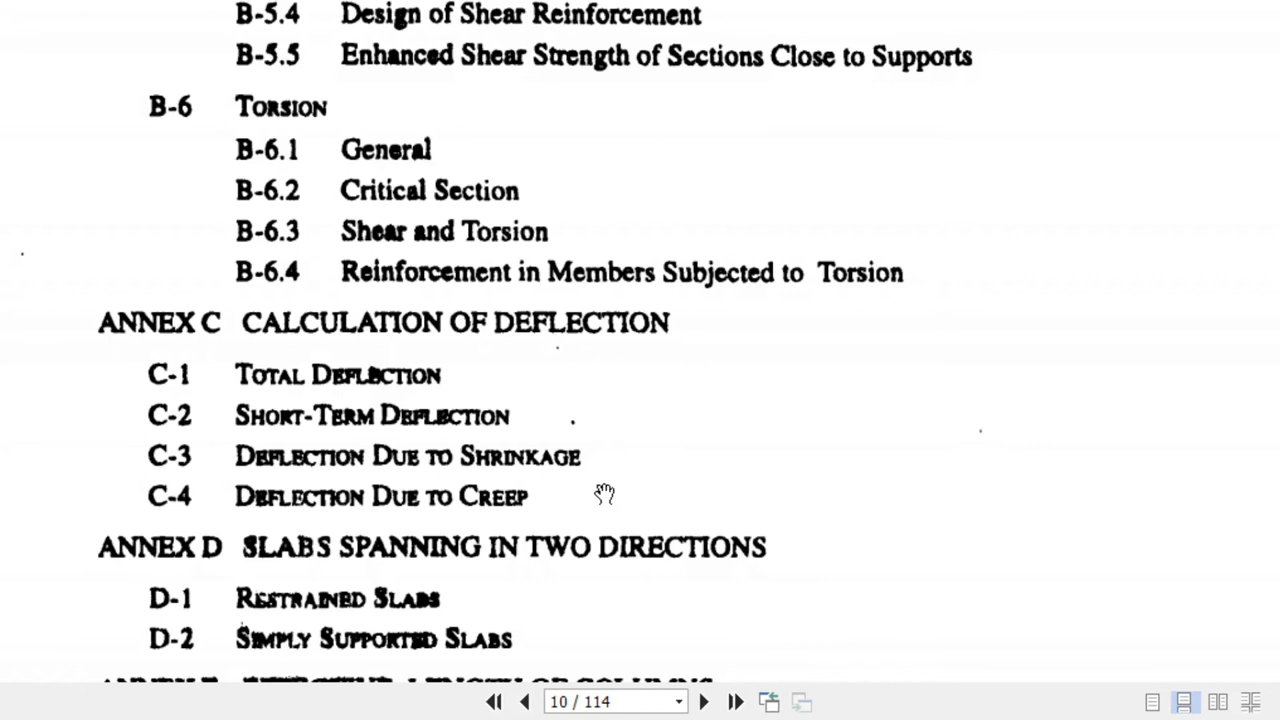 B-5.4 Design of Shear Reinforcement
B-5.5 Enhanced Shear Strength of Sections Close to Supports
B-6 TORSION
B-6.1 General
B-6.2 Critical Section
B-6.3 Shear and Torsion
B-6.4 Reinforcement in Members Subjected to Torsion
ANNEX C CALCULATION OF DEFLECTION
C-1 TOTAL DEFLECTION
C-2 SHORT-TERM DEFLECTION
C-3 DEFLECTION DUE TO SHRINKAGE
C-4 DEFLECTION DUE TO CREEP
ANNEX D SLABS SPANNING IN TWO DIRECTIONS
D-1 RESTRAINED SLABS
D-2 SIMPLY SUPPORTED SLABS
LENGTH OF COLUMNS
10 / 114